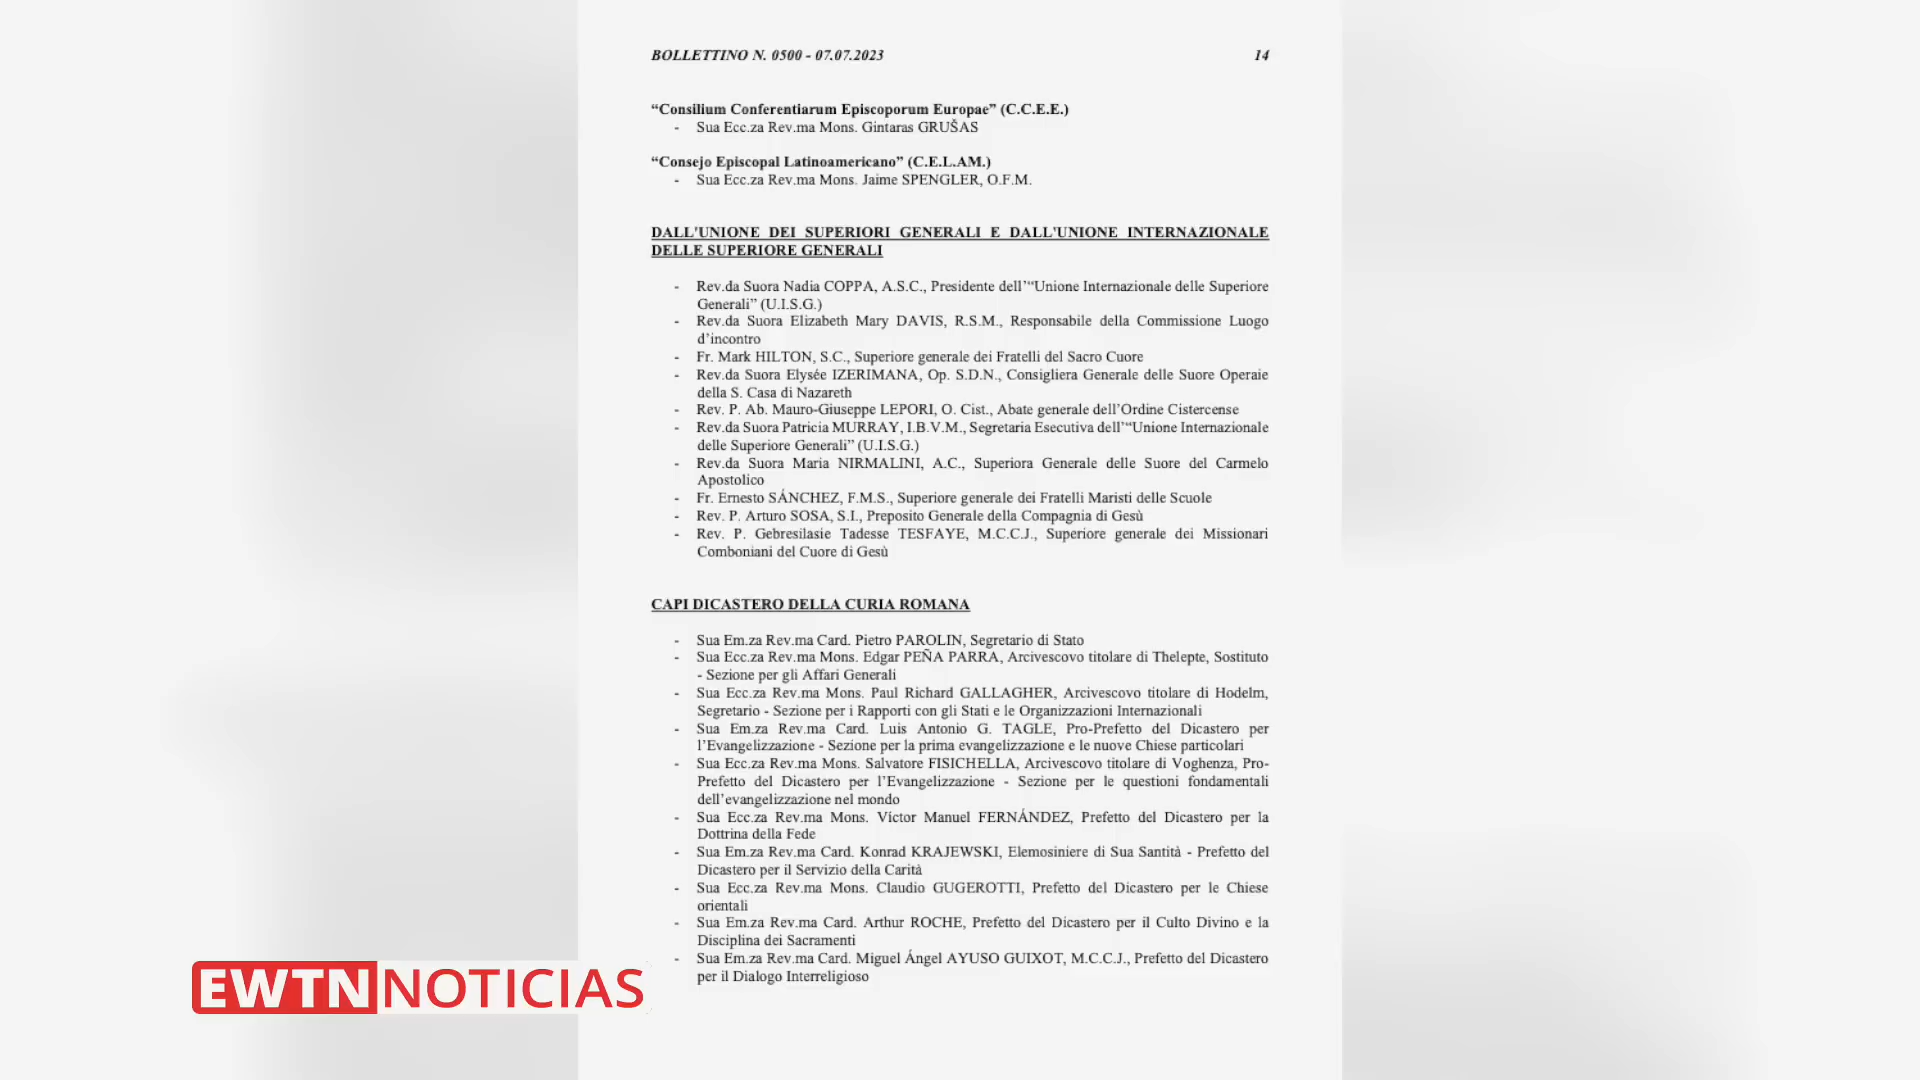 BOLLETTINO N. 0500 - 07.07.2023 14
“Consilium Conferentiarum Episcoporum Europae” (C.C.E.E.)
- Sua Ecc.za Rev.ma Mons. Gintaras GRUŠAS
“Consejo Episcopal Latinoamericano” (C.E.L.AM.)
- Sua Ecc.za Rev.ma Mons. Jaime SPENGLER, O.F.M.
DALL'UNIONE DEI SUPERIORI GENERALI E DALL'UNIONE INTERNAZIONALE
DELLE SUPERIORE GENERALI
- Rev.da Suora Nadia COPPA, A.S.C., Presidente dell’“Unione Internazionale delle Superiore
Generali” (U.I.S.G.)
- Rev.da Suora Elizabeth Mary DAVIS, R.S.M., Responsabile della Commissione Luogo
d’incontro
- Fr. Mark HILTON, S.C., Superiore generale dei Fratelli del Sacro Cuore
- Rev.da Suora Elysée IZERIMANA, Op. S.D.N., Consigliera Generale delle Suore Operaie
della S. Casa di Nazareth
- Rev. P. Ab. Mauro-Giuseppe LEPORI, O. Cist., Abate generale dell’Ordine Cistercense
- Rev.da Suora Patricia MURRAY, I.B.V.M., Segretaria Esecutiva dell’“Unione Internazionale
delle Superiore Generali” (U.I.S.G.)
- Rev.da Suora Maria NIRMALINI, A.C., Superiora Generale delle Suore del Carmelo
Apostolico
- Fr. Ernesto SÁNCHEZ, F.M.S., Superiore generale dei Fratelli Maristi delle Scuole
- Rev. P. Arturo SOSA, S.I., Preposito Generale della Compagnia di Gesù
- Rev. P. Gebresilasie Tadesse TESFAYE, M.C.C.J., Superiore generale dei Missionari
Comboniani del Cuore di Gesù
CAPI DICASTERO DELLA CURIA ROMANA
- Sua Em.za Rev.ma Card. Pietro PAROLIN, Segretario di Stato
- Sua Ecc.za Rev.ma Mons. Edgar PEÑA PARRA, Arcivescovo titolare di Thelepte, Sostituto
- Sezione per gli Affari Generali
- Sua Ecc.za Rev.ma Mons. Paul Richard GALLAGHER, Arcivescovo titolare di Hodelm,
Segretario - Sezione per i Rapporti con gli Stati e le Organizzazioni Internazionali
- Sua Em.za Rev.ma Card. Luis Antonio G. TAGLE, Pro-Prefetto del Dicastero per
l’Evangelizzazione - Sezione per la prima evangelizzazione e le nuove Chiese particolari
- Sua Ecc.za Rev.ma Mons. Salvatore FISICHELLA, Arcivescovo titolare di Voghenza, Pro-
Prefetto del Dicastero per l’Evangelizzazione - Sezione per le questioni fondamentali
dell’evangelizzazione nel mondo
- Sua Ecc.za Rev.ma Mons. Víctor Manuel FERNÁNDEZ, Prefetto del Dicastero per la
Dottrina della Fede
- Sua Em.za Rev.ma Card. Konrad KRAJEWSKI, Elemosiniere di Sua Santità - Prefetto del
Dicastero per il Servizio della Carità
- Sua Ecc.za Rev.ma Mons. Claudio GUGEROTTI, Prefetto del Dicastero per le Chiese
orientali
- Sua Em.za Rev.ma Card. Arthur ROCHE, Prefetto del Dicastero per il Culto Divino e la
Disciplina dei Sacramenti
- Sua Em.za Rev.ma Card. Miguel Ángel AYUSO GUIXOT, M.C.C.J., Prefetto del Dicastero
per il Dialogo Interreligioso
EWTN NOTICIAS